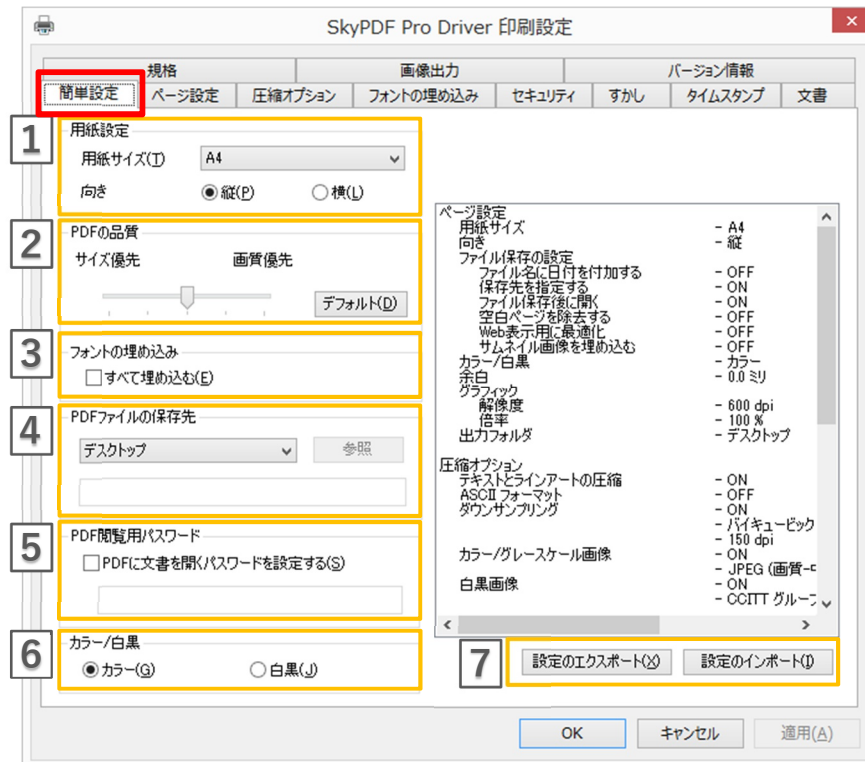 SkyPDF Pro Driver 印刷設定
規格 画像出力 バージョン情報
簡単設定 ページ設定 圧縮オプション フォントの埋め込み セキュリティ すかし タイムスタンプ 文書
1
用紙設定
用紙サイズ(T) A4
向き 縦(P) 横(L)
2
PDFの品質
サイズ優先 画質優先
デフォルト(D)
3
フォントの埋め込み
すべて埋め込む(E)
4
PDFファイルの保存先
デスクトップ 参照
5
PDF閲覧用パスワード
PDFに文書を開くパスワードを設定する(S)
6
カラー/白黒
カラー(G) 白黒(J)
ページ設定
用紙サイズ - A4
向き - 縦
ファイル保存の設定
ファイル名に日付を付加する - OFF
保存先を指定する - ON
ファイル保存後に開く - ON
空白ページを除去する - OFF
Web表示用に最適化 - OFF
サムネイル画像を埋め込む - OFF
カラー/白黒 - カラー
余白 - 0.0 ミリ
グラフィック
解像度 - 600 dpi
倍率 - 100 %
出力フォルダ - デスクトップ
圧縮オプション
テキストとラインアートの圧縮 - ON
ASCII フォーマット - OFF
ダウンサンプリング - ON
- バイキュービック
- 150 dpi
カラー/グレースケール画像 - ON
- JPEG (画質-
白黒画像 - ON
- CCITT グルー
7
設定のエクスポート(X) 設定のインポート(I)
OK キャンセル 適用(A)